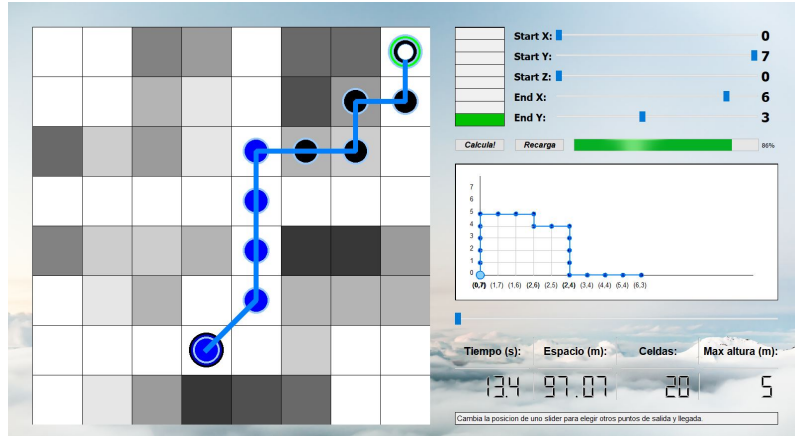 Start X: 0
Start Y: 7
Start Z: 0
End X: 6
End Y: 3
Calcula! Recarga 86%
7
6
5
4
3
2
1
0
(0,7) (1,7) (1,6) (2,6) (2,5) (2,4) (3,4) (4,4) (5,4) (6,3)
Tiempo (s): Espacio (m): Celdas: Max altura (m):
13.4 97.07 20 5
Cambia la posicion de uno slider para elegir otros puntos de salida y llegada.